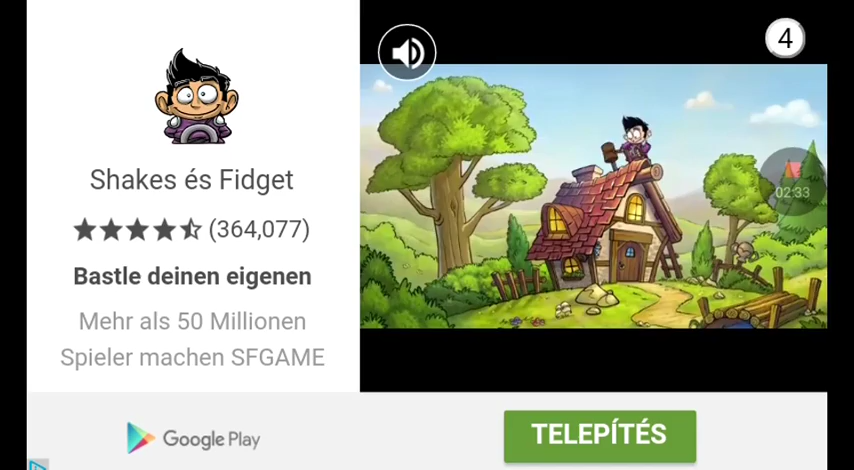 4
Shakes és Fidget
(364,077)
02:33
Bastle deinen eigenen
Mehr als 50 Millionen
Spieler machen SFGAME
Google Play
TELEPÍTÉS